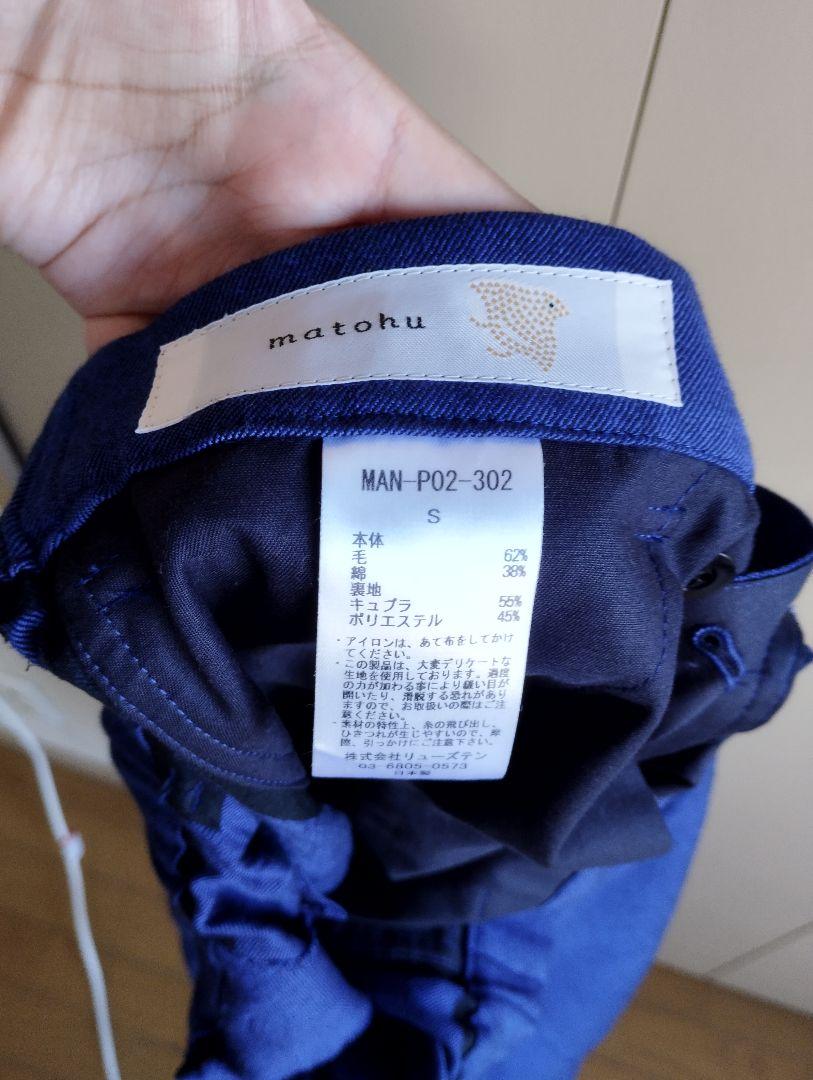 matohu
MAN-P02-302
S
本体
毛 62%
綿 38%
裏地
キュプラ 55%
ポリエステル 45%
・アイロンは、あて布をしてかけ
てください。
・この製品は、大変デリケートな
生地を使用しております。過度
の力が加わる事により縫い目が
開いたり、滑脱する恐れがあり
ますので、お取扱いの際はご注
意ください。
・素材の特性上、糸の飛び出し、
ひきつれが生じやすいので、摩
擦、引っかけにご注意下さい。
株式会社リューズテン
03-6805-0573
日本製